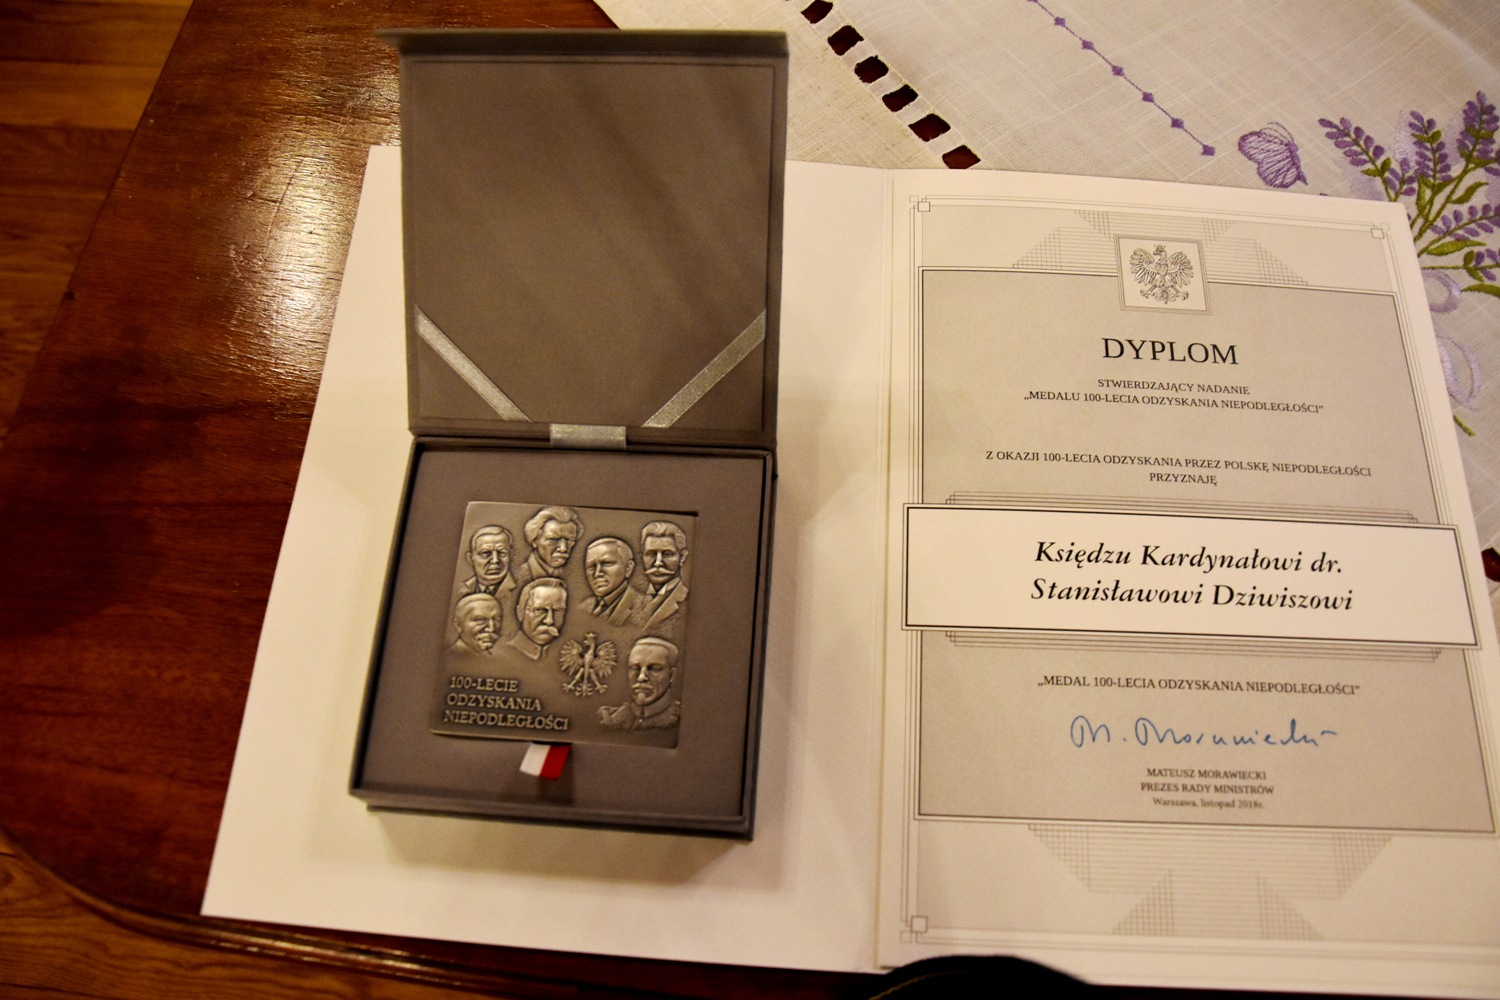 100-LECIE
ODZYSKANIA
NIEPODLEGŁOŚCI
DYPLOM
STWIERDZAJĄCY NADANIE
„MEDALU 100-LECIA ODZYSKANIA NIEPODLEGŁOŚCI”
Z OKAZJI 100-LECIA ODZYSKANIA PRZEZ POLSKĘ NIEPODLEGŁOŚCI
PRZYZNAJĘ
Księdzu Kardynałowi dr.
Stanisławowi Dziwiszowi
„MEDAL 100-LECIA ODZYSKANIA NIEPODLEGŁOŚCI”
M. Morawiecki
MATEUSZ MORAWIECKI
PREZES RADY MINISTRÓW
Warszawa, listopad 2018r.